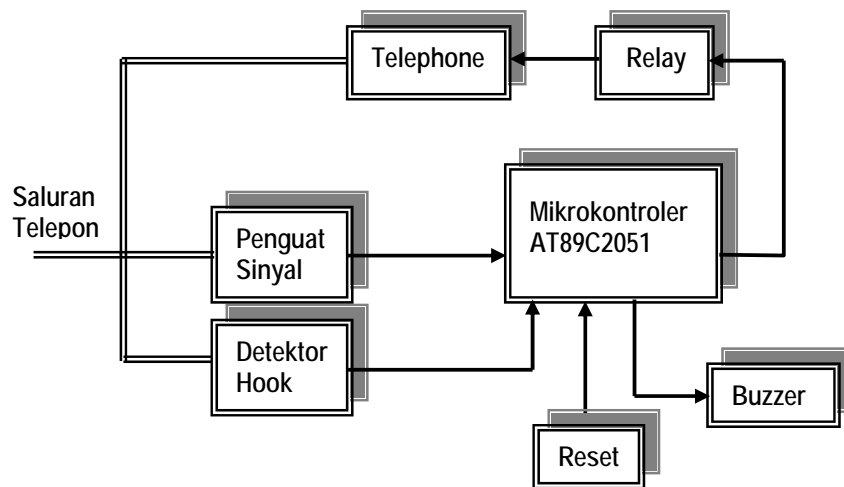 Telephone
Relay
Saluran
Telepon
Penguat
Sinyal
Mikrokontroler
AT89C2051
Detektor
Hook
Buzzer
Reset